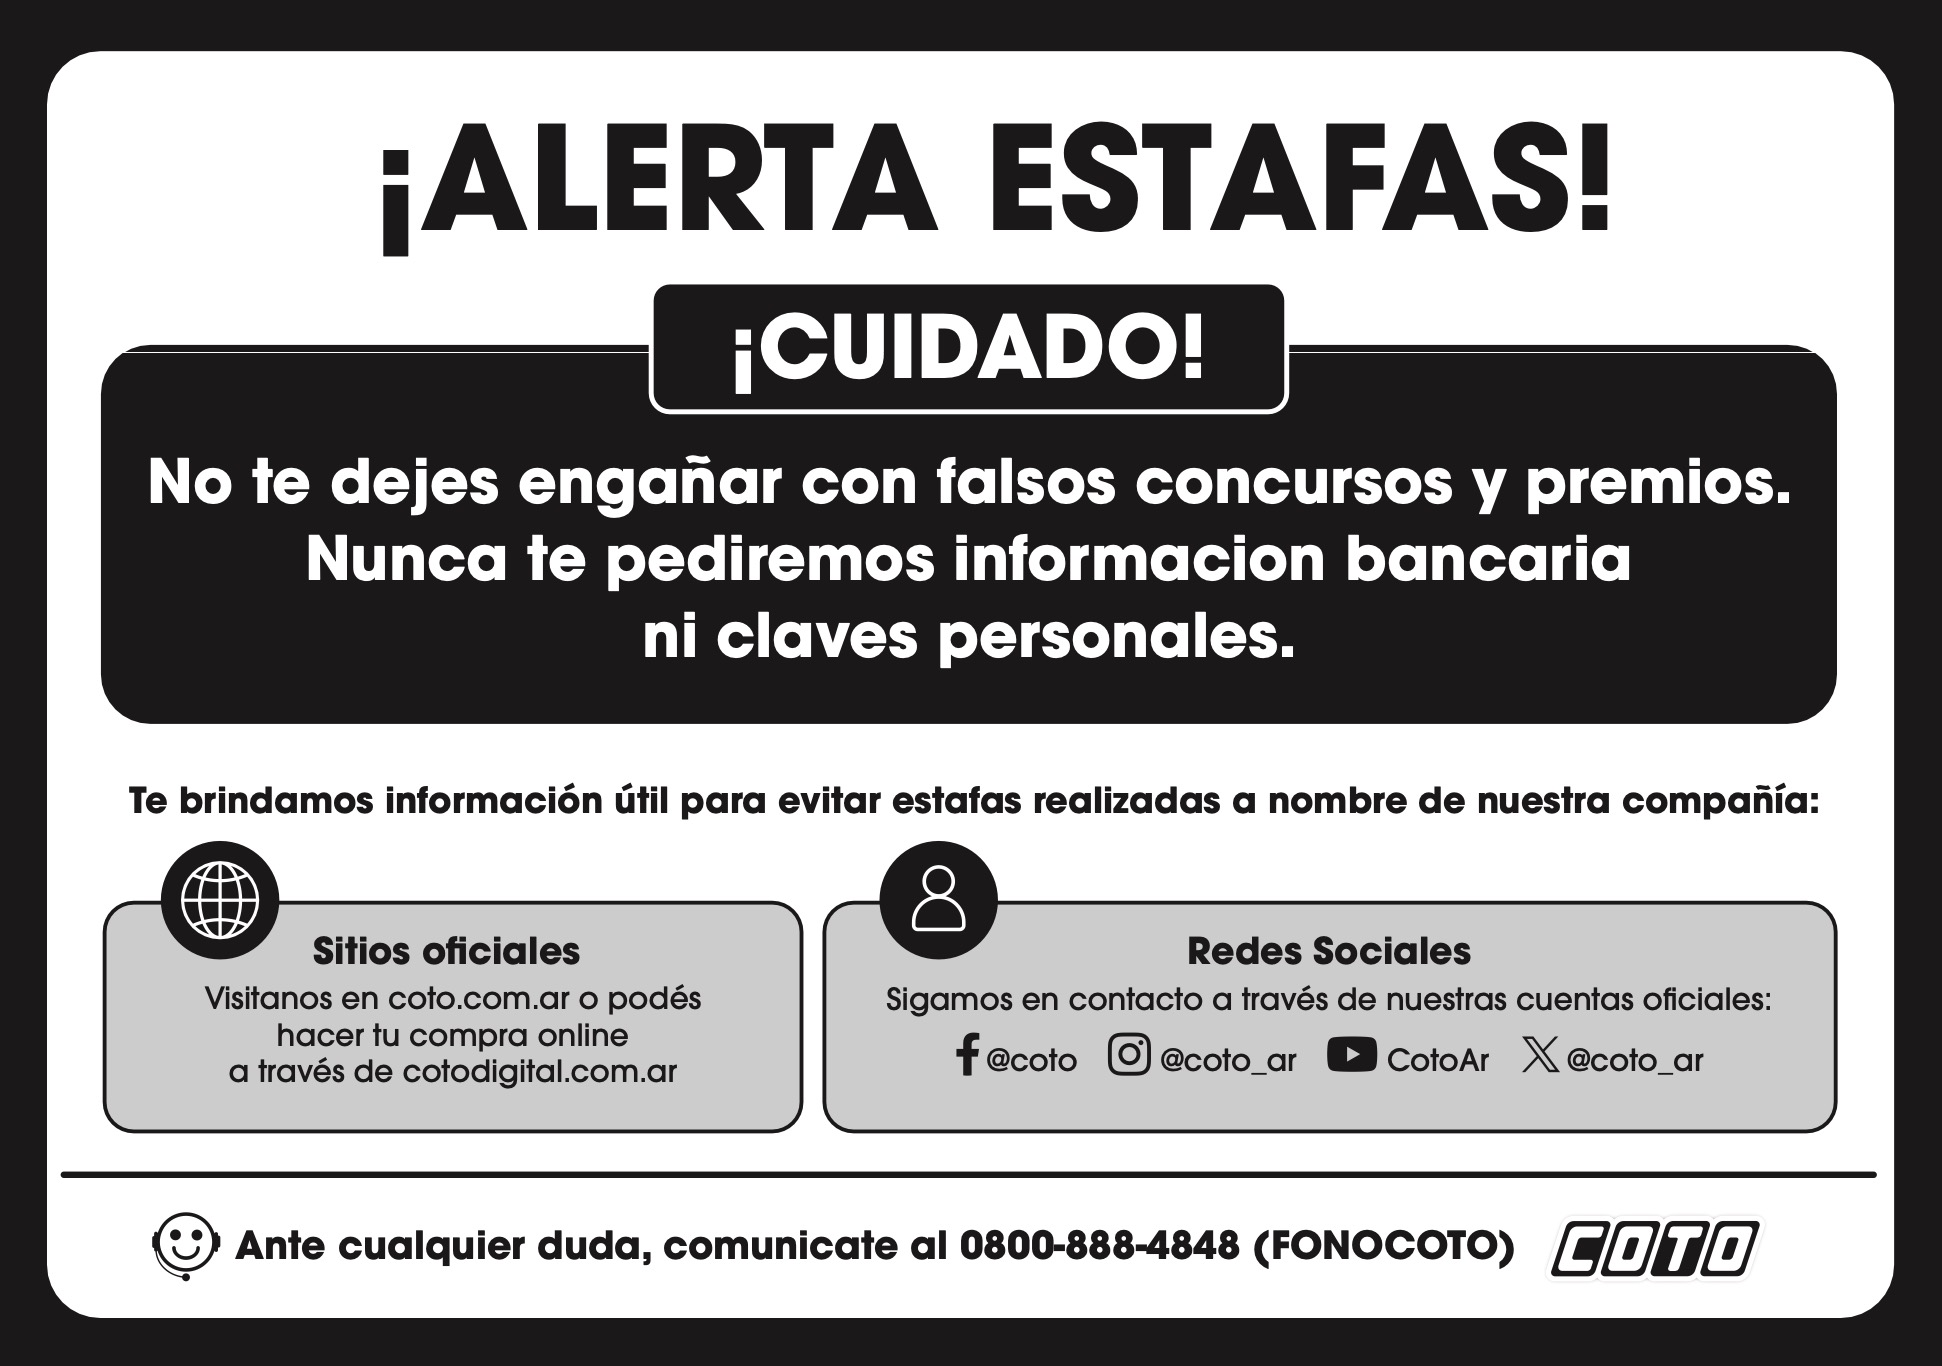 ¡ALERTA ESTAFAS!
¡CUIDADO!
No te dejes engañar con falsos concursos y premios.
Nunca te pediremos informacion bancaria
ni claves personales.
Te brindamos información útil para evitar estafas realizadas a nombre de nuestra compañía:
Sitios oficiales
Visitanos en coto.com.ar o podés
hacer tu compra online
a través de cotodigital.com.ar
Redes Sociales
Sigamos en contacto a través de nuestras cuentas oficiales:
@coto @coto_ar CotoAr @coto_ar
Ante cualquier duda, comunicate al 0800-888-4848 (FONOCOTO)
COTO